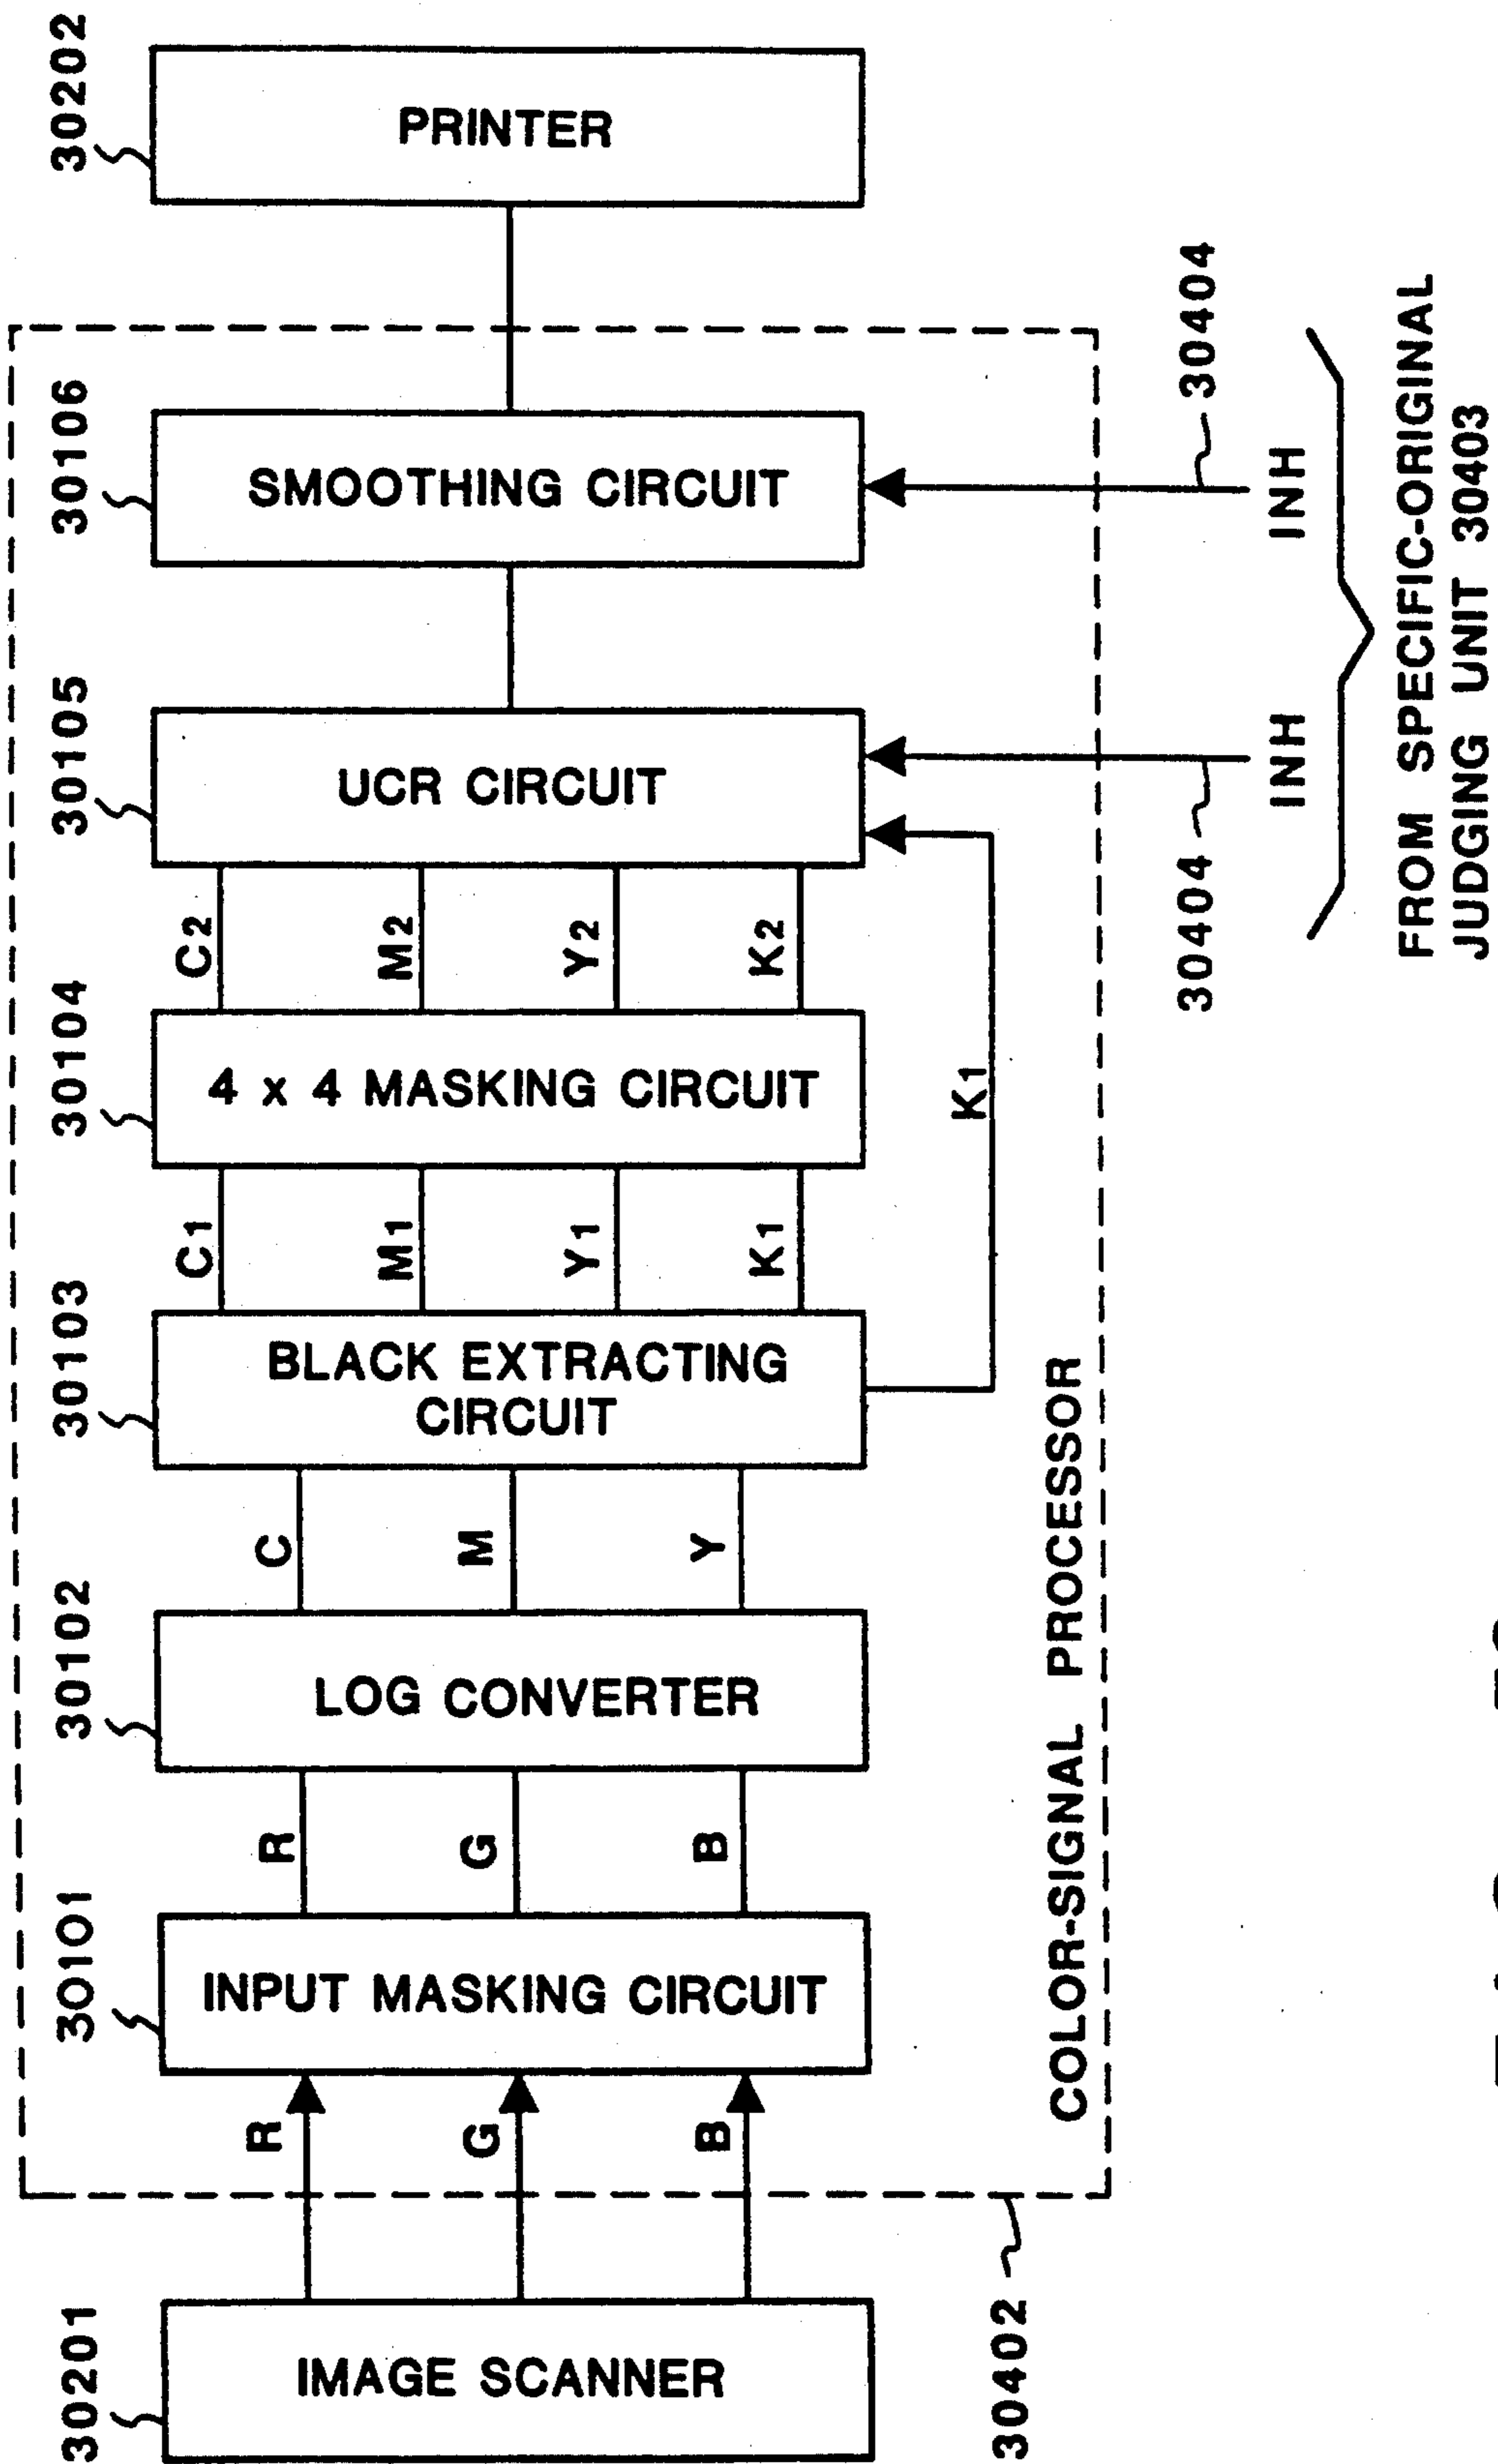 30201
IMAGE SCANNER
R
G
B
30402
COLOR-SIGNAL PROCESSOR
30101
INPUT MASKING CIRCUIT
R
G
B
30102
LOG CONVERTER
C
M
Y
30103
BLACK EXTRACTING
CIRCUIT
C1
M1
Y1
K1
K1
30104
4 x 4 MASKING CIRCUIT
C2
M2
Y2
K2
30105
UCR CIRCUIT
30106
SMOOTHING CIRCUIT
30202
PRINTER
30404
INH
30404
INH
FROM SPECIFIC-ORIGINAL
JUDGING UNIT 30403